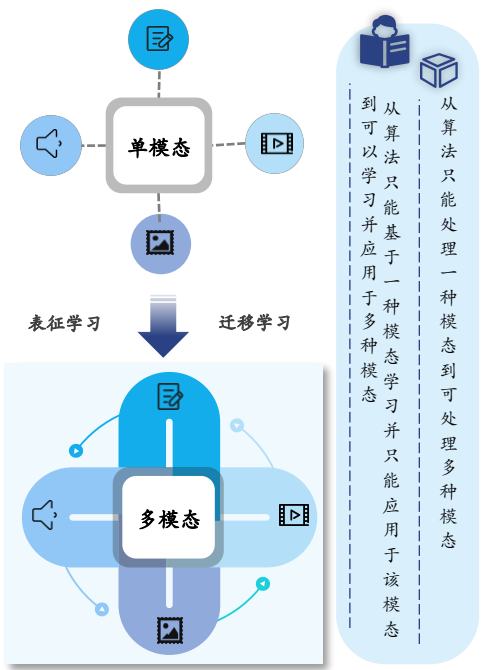 单模态
表征学习
迁移学习
多模态
从算法只能处理一种模态到可处理多种模态
从算法只能基于一种模态学习并只能应用于该模态
到可以学习并应用于多种模态